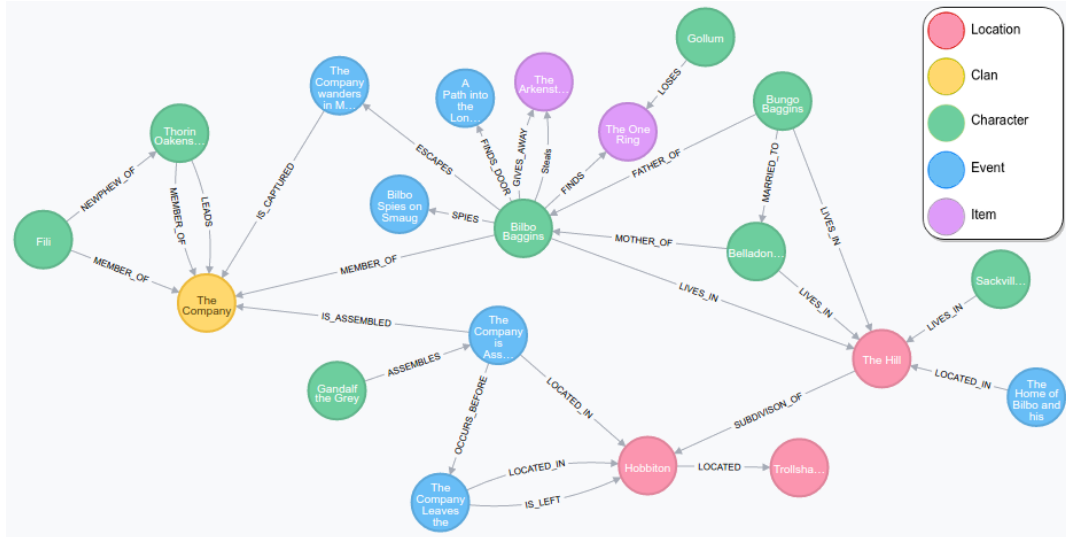 Location
Clan
Character
Event
Item
Gollum
LOSES
The
Company
wanders
in M...
A
Path into
the
Lon...
The
Arkenst...
The One
Ring
Bungo
Baggins
Thorin
Oakens...
ESCAPES
FINDS_DOOR
GIVES_AWAY
Steals
FINDS
FATHER_OF
MARRIED_TO
LIVES_IN
NEWPHEW_OF
MEMBER_OF
LEADS
IS_CAPTURED
Bilbo
Spies on
Smaug
SPIES
Bilbo
Baggins
MOTHER_OF
Belladon...
Fili
MEMBER_OF
MEMBER_OF
LIVES_IN
LIVES_IN
Sackvill...
LIVES_IN
The
Company
IS_ASSEMBLED
The
Company
is
Ass...
The Hill
LOCATED_IN
The
Home of
Bilbo and
his
Gandalf
the Grey
ASSEMBLES
OCCURS_BEFORE
LOCATED_IN
SUBDIVISON_OF
Hobbiton
LOCATED
Trollsha...
The
Company
Leaves
the
LOCATED_IN
IS_LEFT